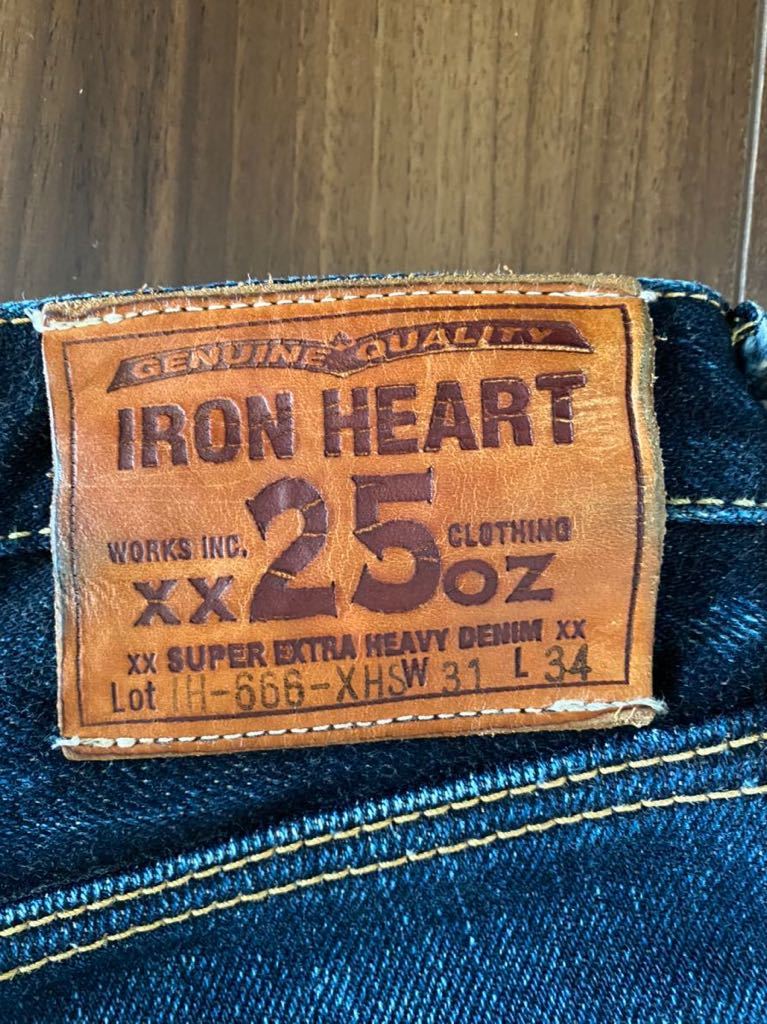 GENUINE QUALITY
IRON HEART
WORKS INC. 25 CLOTHING
XX OZ
XX SUPER EXTRA HEAVY DENIM XX
Lot IH-666-XHS W 31 L 34